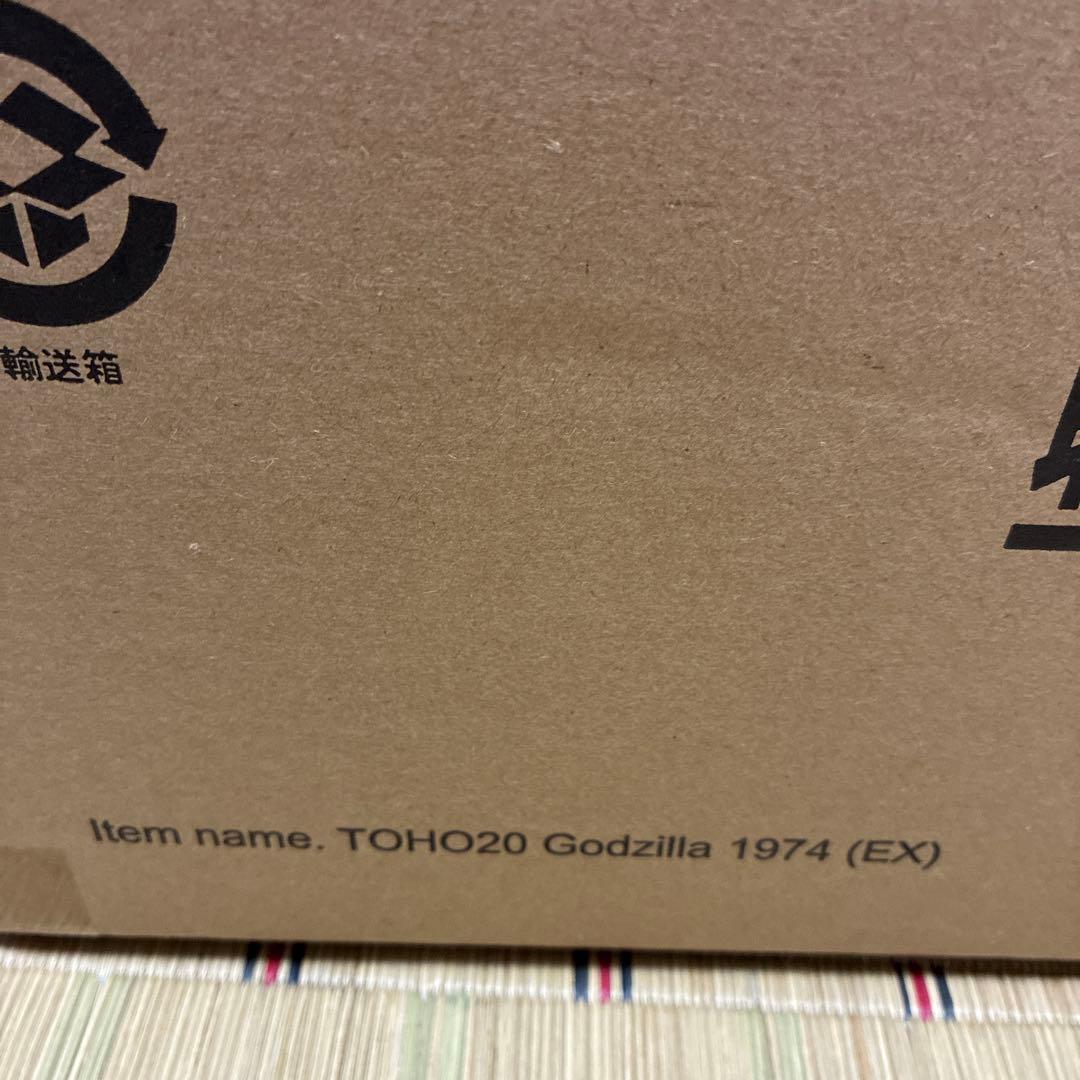 輸送箱
Item name. TOHO20 Godzilla 1974 (EX)